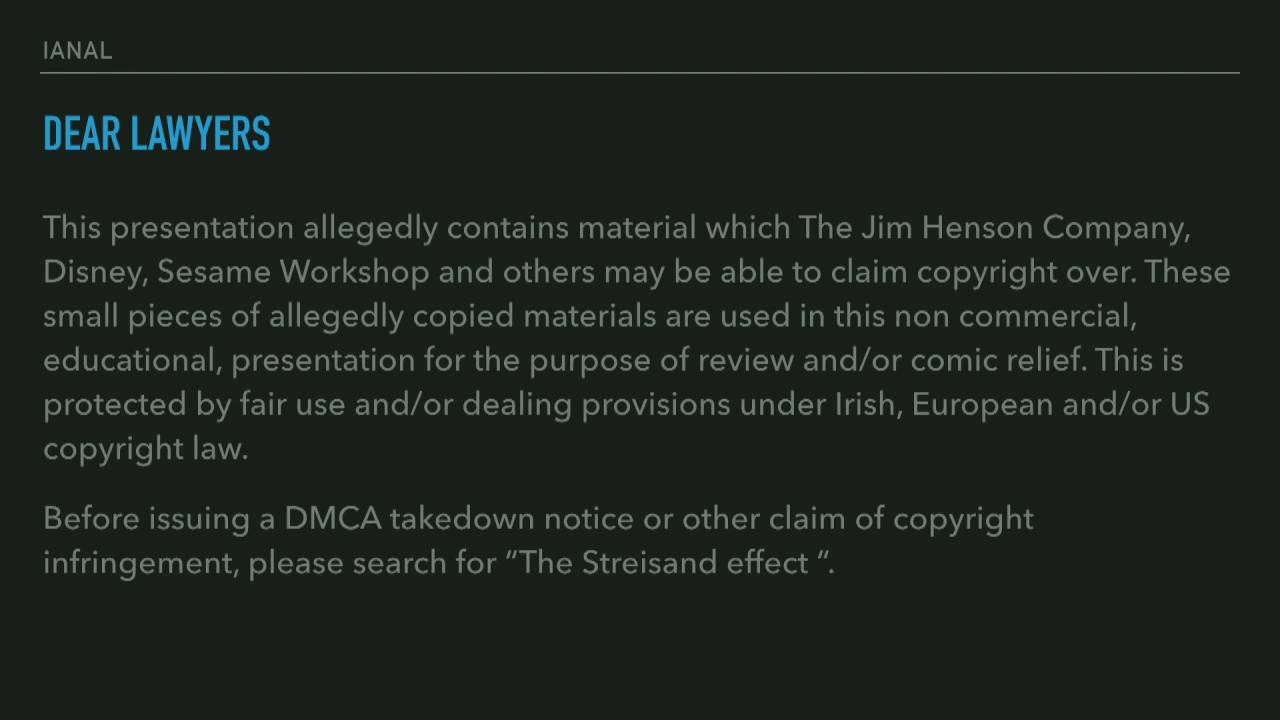 IANAL
DEAR LAWYERS
This presentation allegedly contains material which The Jim Henson Company,
Disney, Sesame Workshop and others may be able to claim copyright over. These
small pieces of allegedly copied materials are used in this non commercial,
educational, presentation for the purpose of review and/or comic relief. This is
protected by fair use and/or dealing provisions under Irish, European and/or US
copyright law.
Before issuing a DMCA takedown notice or other claim of copyright
infringement, please search for “The Streisand effect “.